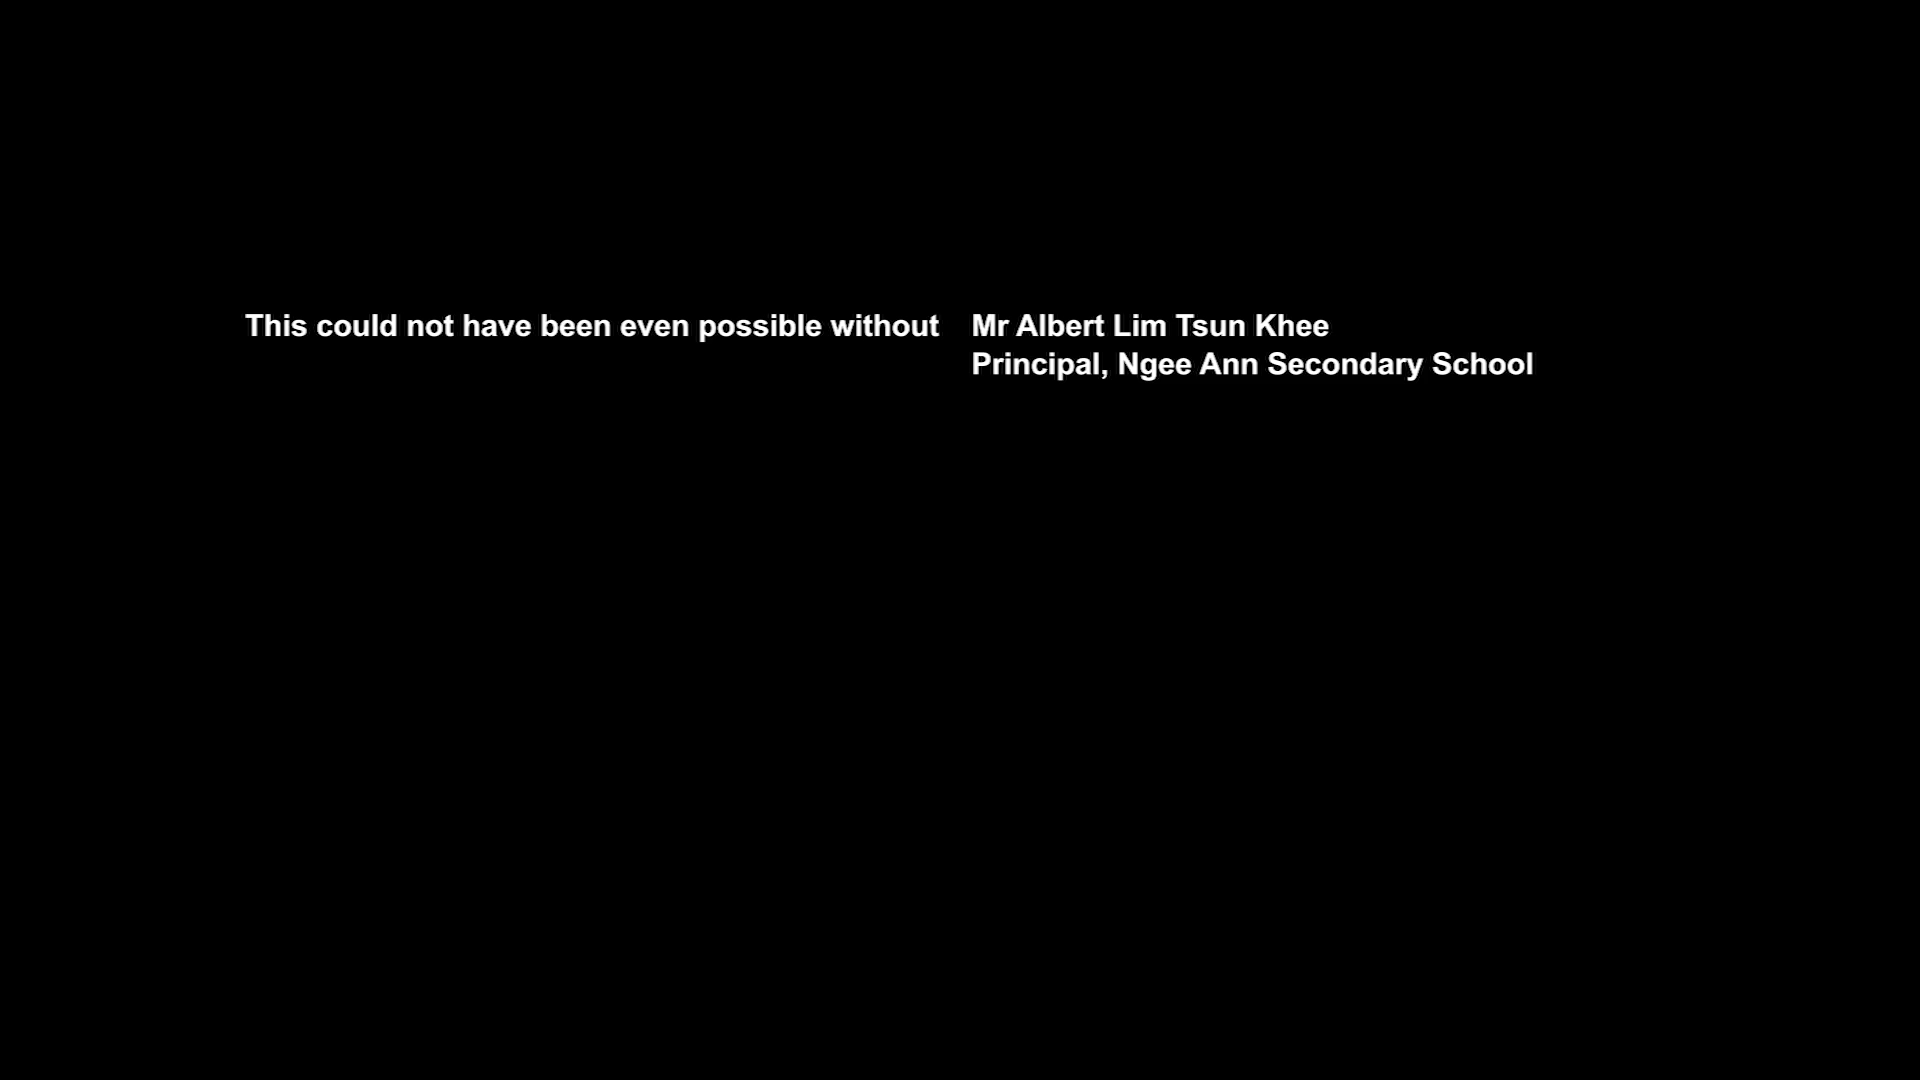 This could not have been even possible without Mr Albert Lim Tsun Khee
Principal, Ngee Ann Secondary School